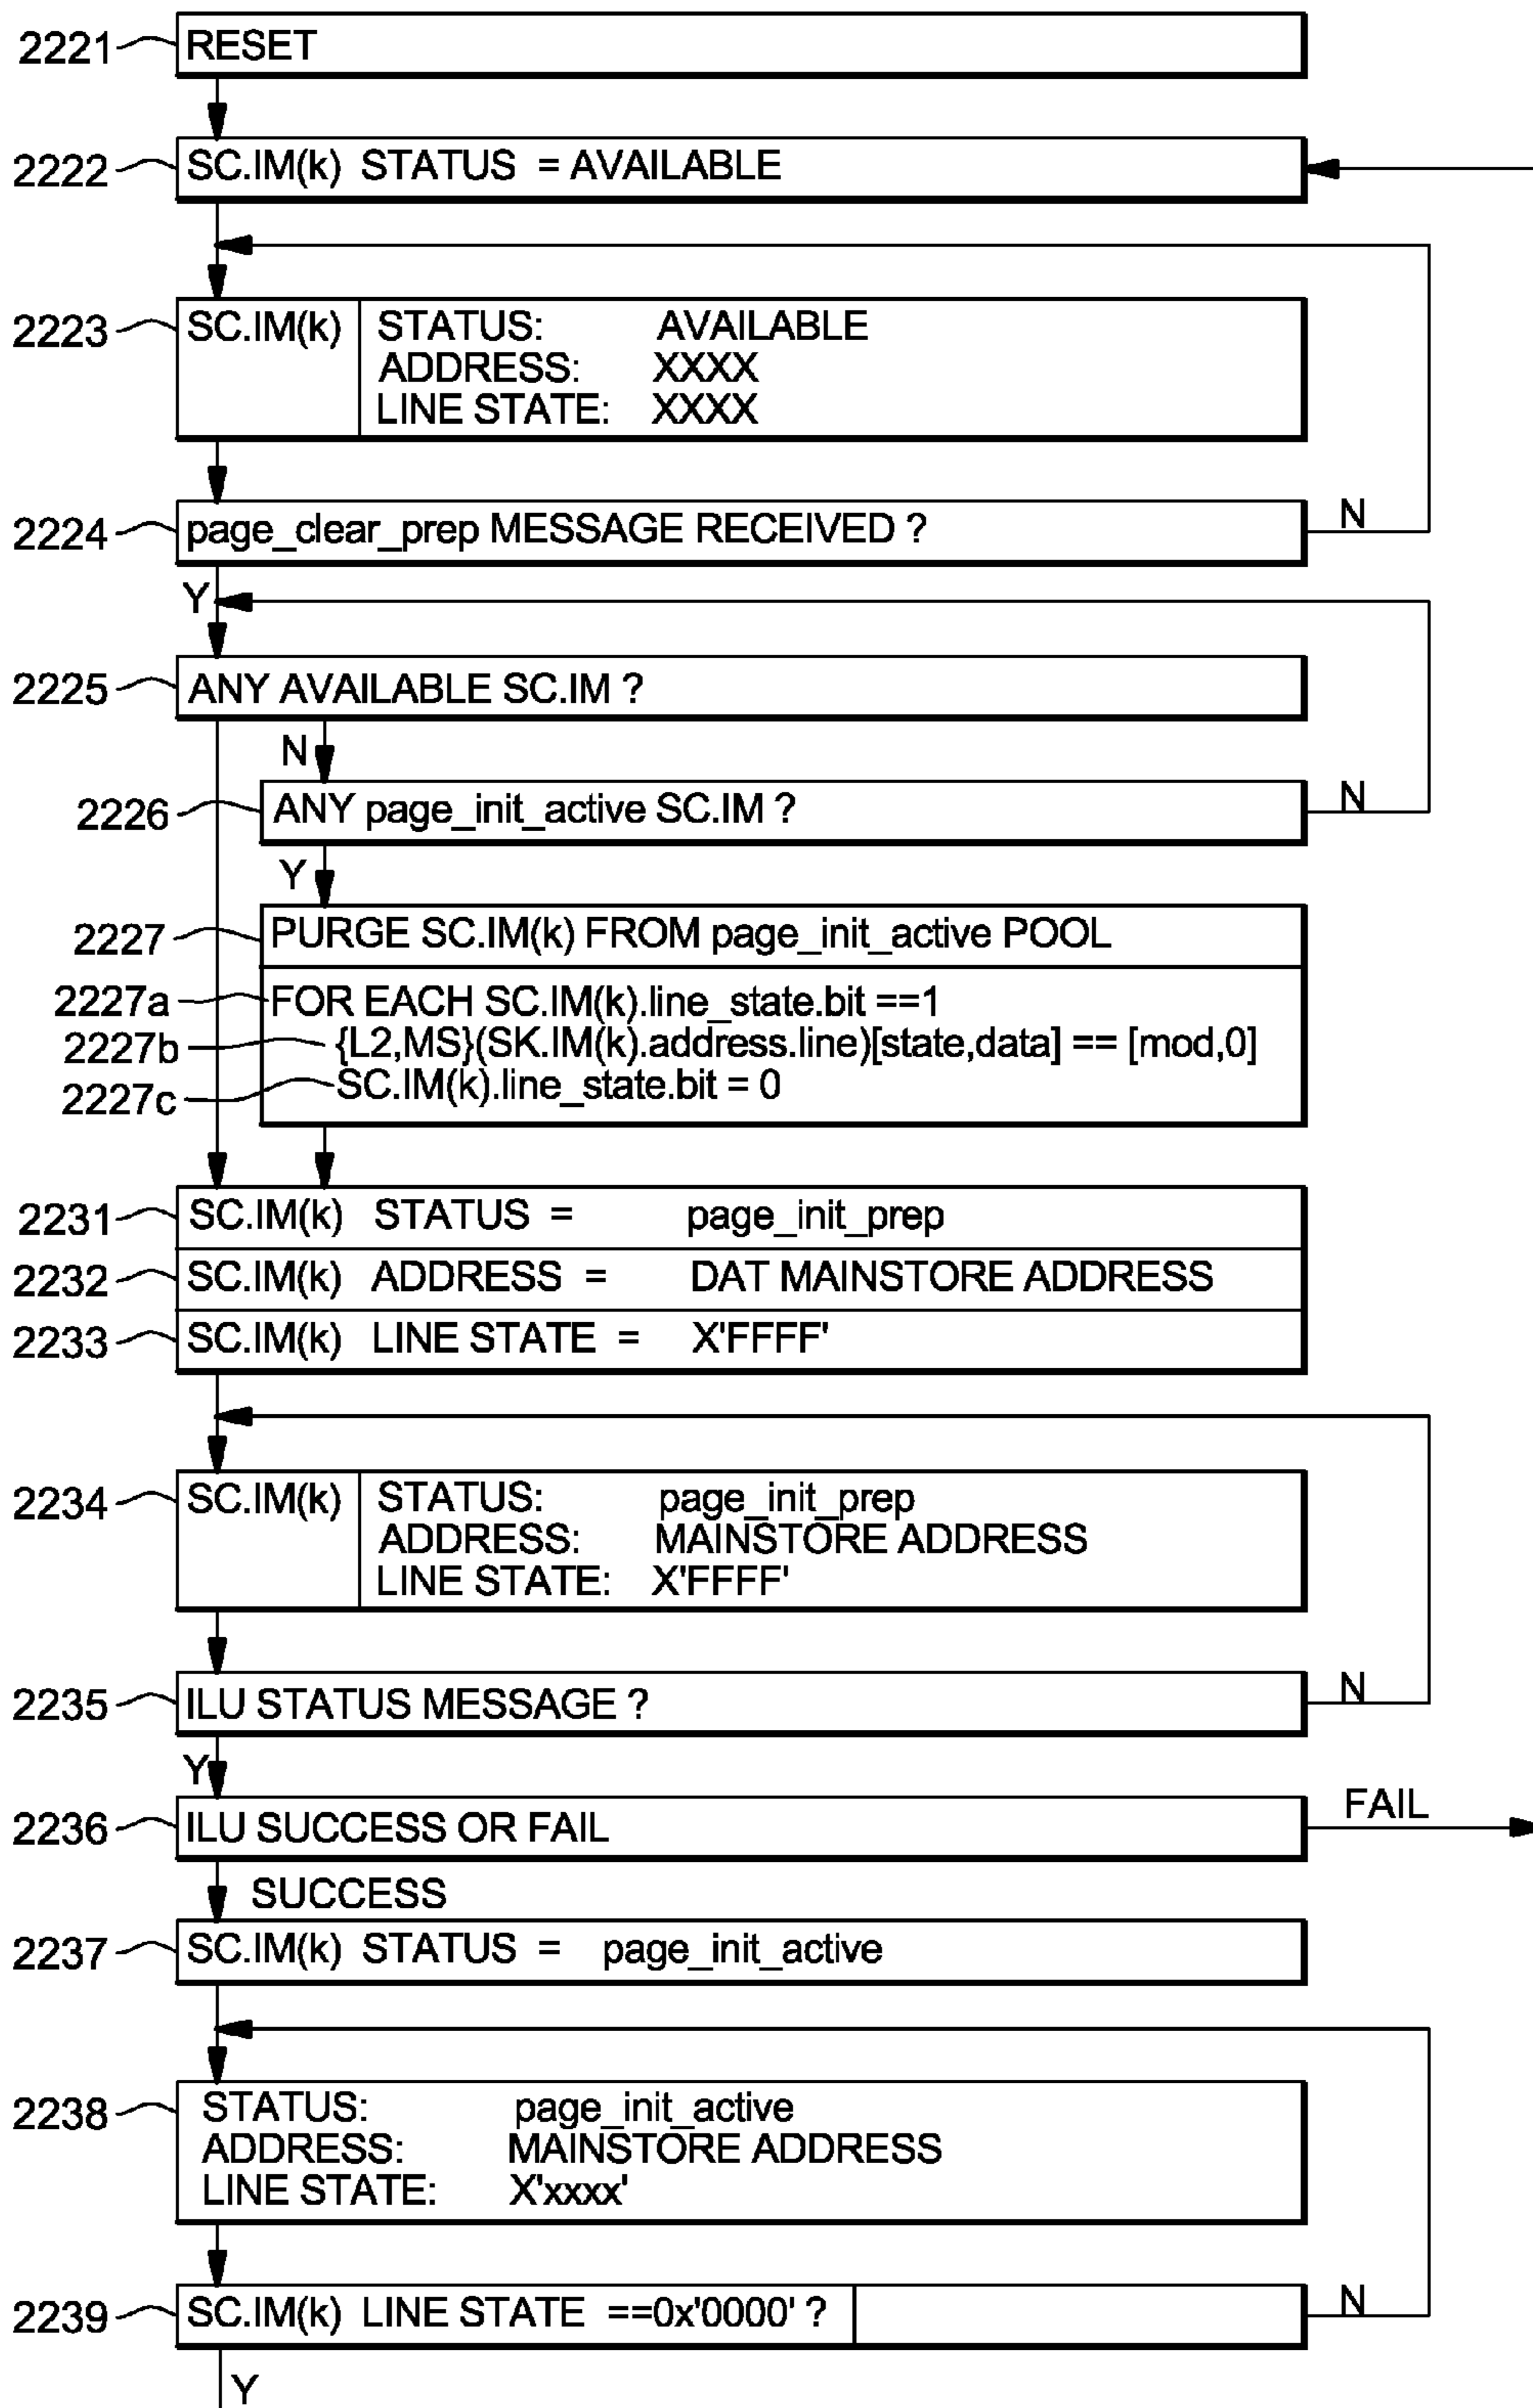 2221 RESET
2222 SC.IM(k) STATUS = AVAILABLE
2223 SC.IM(k) STATUS: AVAILABLE
ADDRESS: XXXX
LINE STATE: XXXX
2224 page_clear_prep MESSAGE RECEIVED ? N
Y
2225 ANY AVAILABLE SC.IM ?
N
2226 ANY page_init_active SC.IM ? N
Y
2227 PURGE SC.IM(k) FROM page_init_active POOL
2227a FOR EACH SC.IM(k).line_state.bit ==1
2227b {L2,MS}(SK.IM(k).address.line)[state,data] == [mod,0]
2227c SC.IM(k).line_state.bit = 0
2231 SC.IM(k) STATUS = page_init_prep
2232 SC.IM(k) ADDRESS = DAT MAINSTORE ADDRESS
2233 SC.IM(k) LINE STATE = X'FFFF'
2234 SC.IM(k) STATUS: page_init_prep
ADDRESS: MAINSTORE ADDRESS
LINE STATE: X'FFFF'
2235 ILU STATUS MESSAGE ? N
Y
2236 ILU SUCCESS OR FAIL FAIL
SUCCESS
2237 SC.IM(k) STATUS = page_init_active
2238 STATUS: page_init_active
ADDRESS: MAINSTORE ADDRESS
LINE STATE: X'xxxx'
2239 SC.IM(k) LINE STATE ==0x'0000' ? N
Y